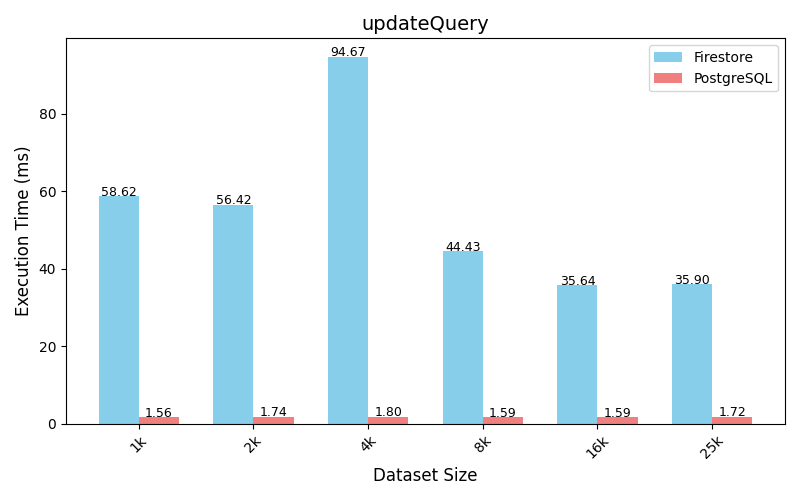 updateQuery
Firestore
PostgreSQL
Execution Time (ms)
80
60
40
20
0
58.62
1.56
56.42
1.74
94.67
1.80
44.43
1.59
35.64
1.59
35.90
1.72
1k
2k
4k
8k
16k
25k
Dataset Size